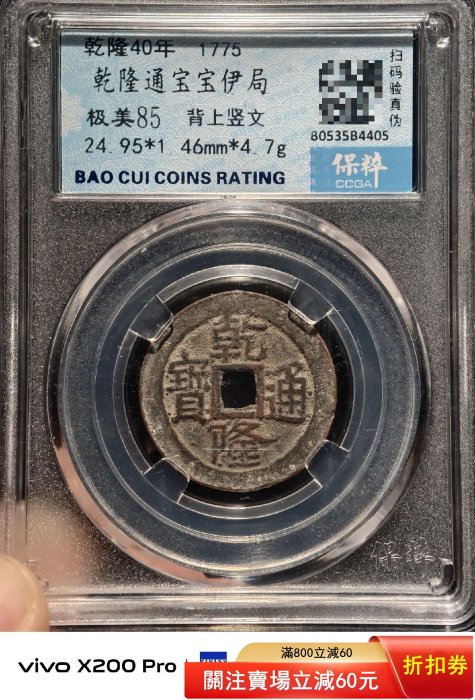 乾隆40年 1775
乾隆通宝宝伊局
极美85 背上竖文
24.95*1.46mm*4.7g
BAO CUI COINS RATING
扫码验真伪
80535B4405
保粹
CCGA
乾隆通寶
vivo X200 Pro
滿800立減60
關注賣場立減60元
折扣券